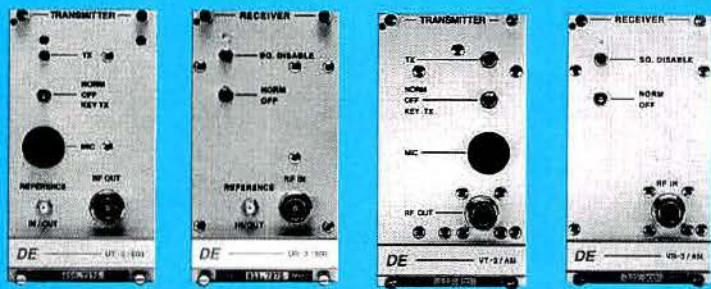 TRANSMITTER
TX
NORM
OFF
KEY TX
MIC
REFERENCE
RF OUT
IN/OUT
DE
RECEIVER
SQ. DISABLE
NORM
OFF
REFERENCE
RF IN
IN/OUT
DE
TRANSMITTER
TX
NORM
OFF
KEY TX
MIC
RF OUT
DE
VT-3/AM
RECEIVER
SQ. DISABLE
NORM
OFF
RF IN
DE
VR-3/AM